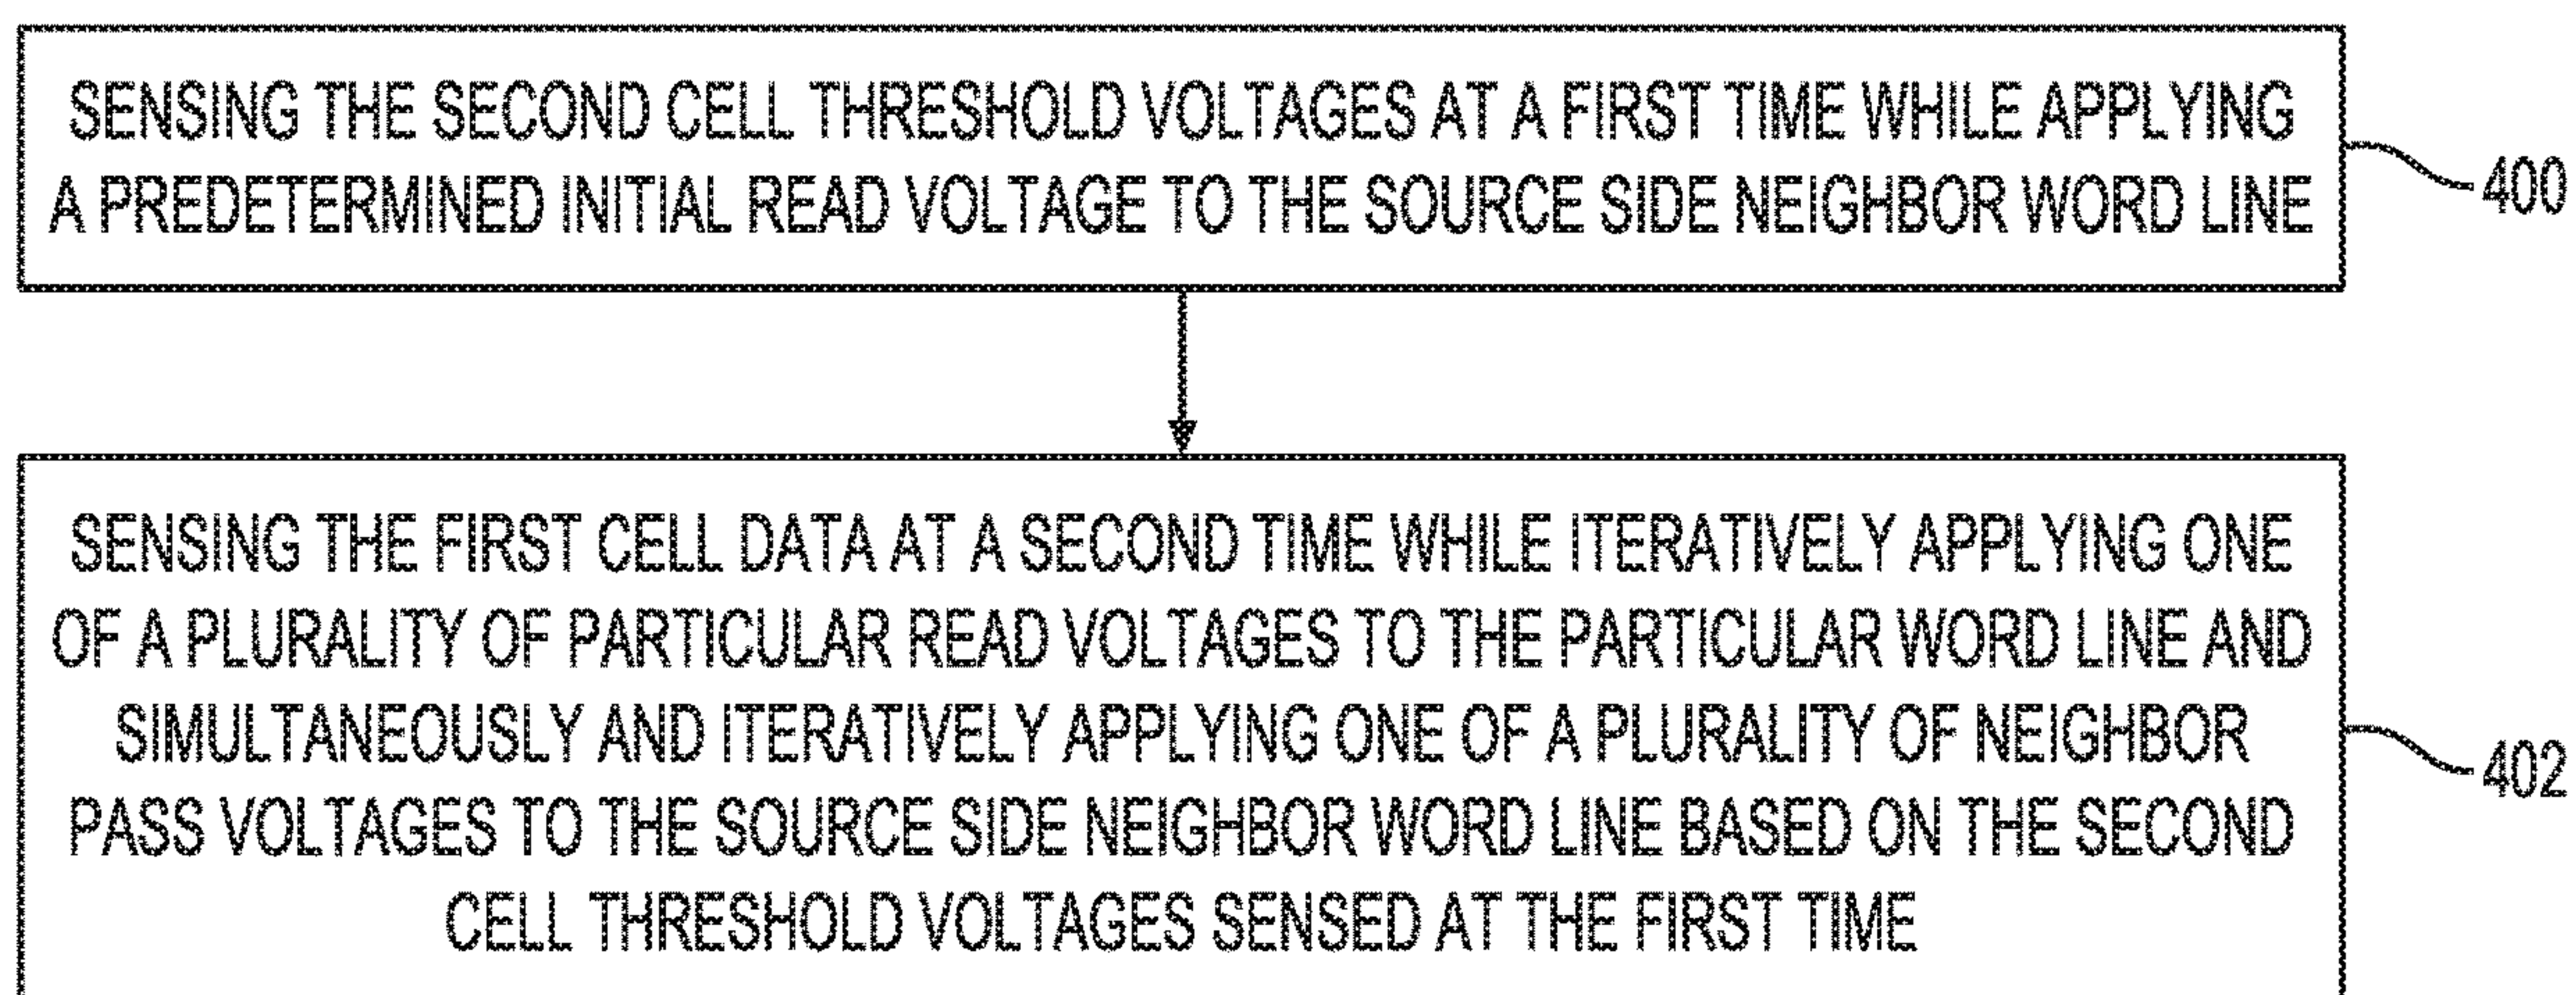 SENSING THE SECOND CELL THRESHOLD VOLTAGES AT A FIRST TIME WHILE APPLYING
A PREDETERMINED INITIAL READ VOLTAGE TO THE SOURCE SIDE NEIGHBOR WORD LINE
400
SENSING THE FIRST CELL DATA AT A SECOND TIME WHILE ITERATIVELY APPLYING ONE
OF A PLURALITY OF PARTICULAR READ VOLTAGES TO THE PARTICULAR WORD LINE AND
SIMULTANEOUSLY AND ITERATIVELY APPLYING ONE OF A PLURALITY OF NEIGHBOR
PASS VOLTAGES TO THE SOURCE SIDE NEIGHBOR WORD LINE BASED ON THE SECOND
CELL THRESHOLD VOLTAGES SENSED AT THE FIRST TIME
402